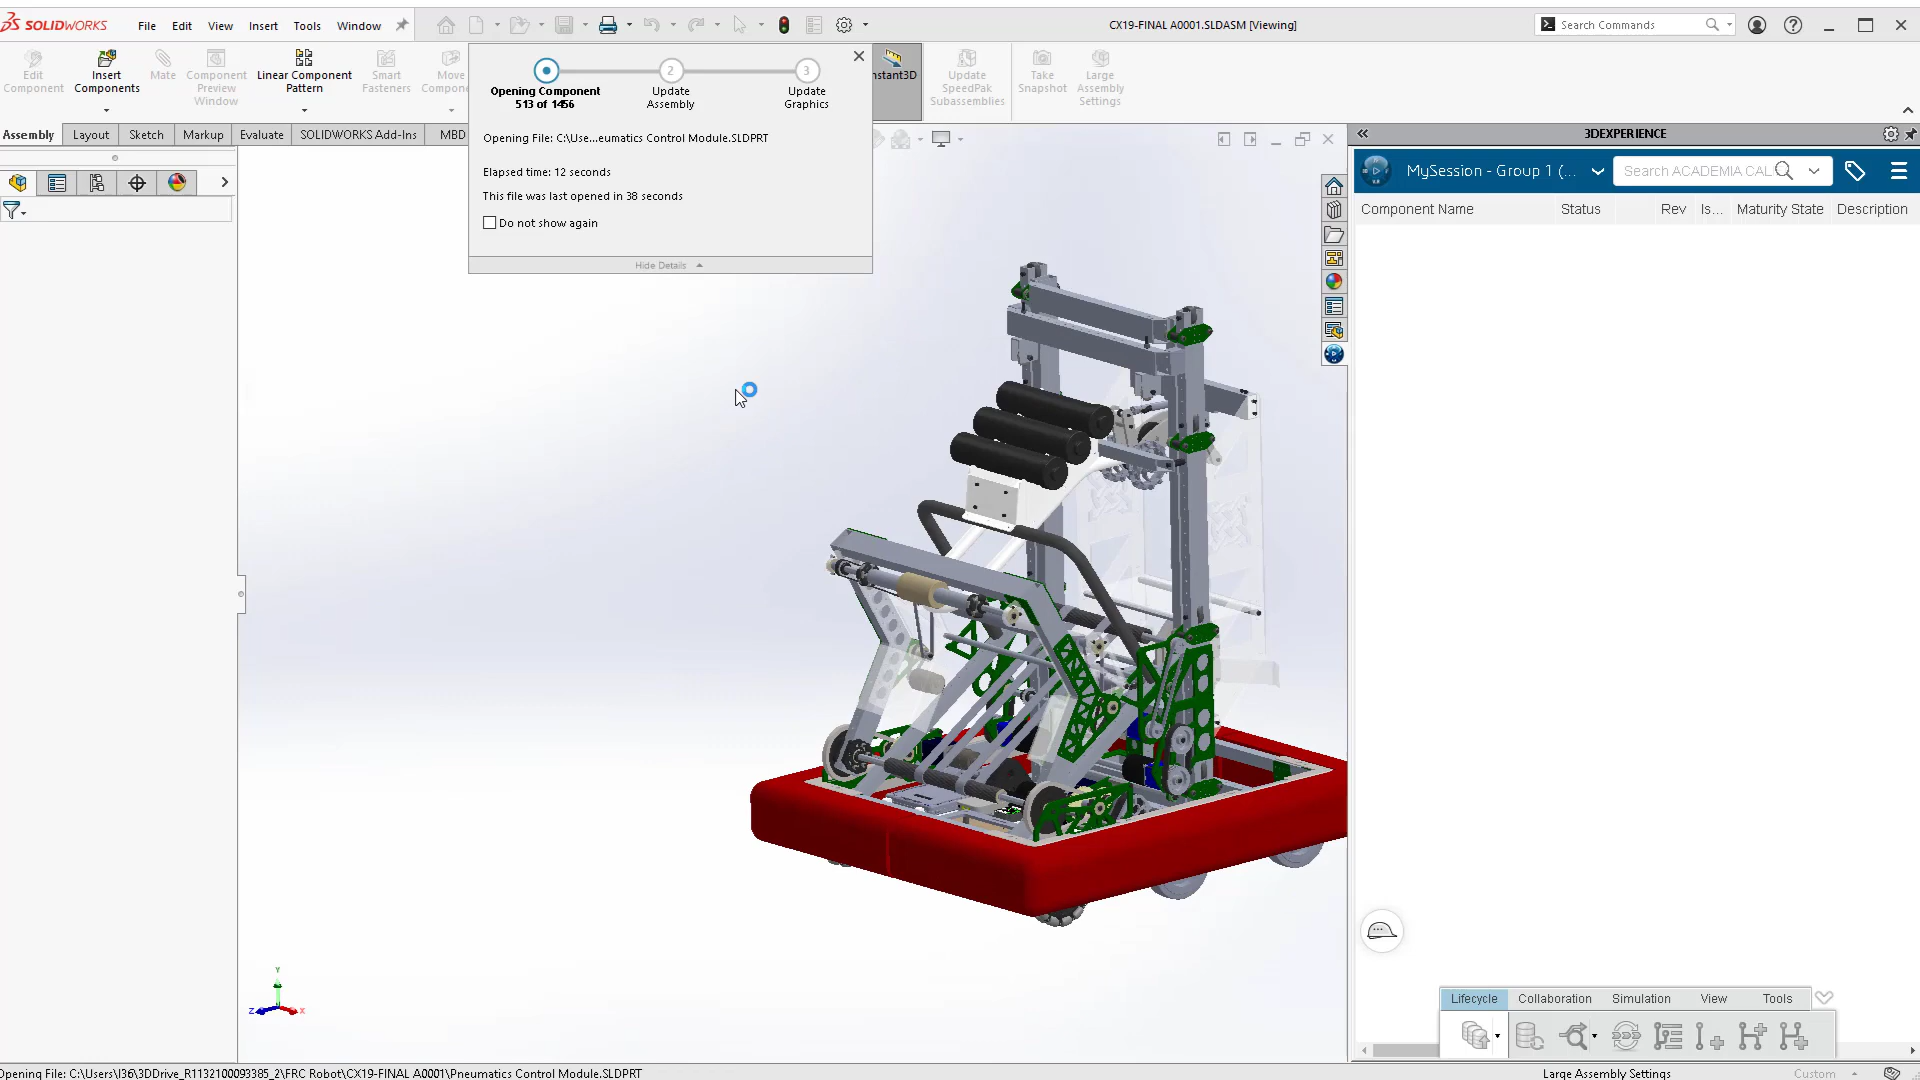 SOLIDWORKS
File Edit View Insert Tools Window
CX19-FINAL A0001.SLDASM [Viewing]
Search Commands
Edit Component
Insert Components
Mate
Component Preview Window
Linear Component Pattern
Smart Fasteners
Move Compone
nstant3D
Update SpeedPak Subassemblies
Take Snapshot
Large Assembly Settings
1 2 3
Opening Component 513 of 1456
Update Assembly
Update Graphics
Opening File: C:\Use...eumatics Control Module.SLDPRT
Elapsed time: 12 seconds
This file was last opened in 38 seconds
Do not show again
Hide Details
Assembly Layout Sketch Markup Evaluate SOLIDWORKS Add-Ins MBD
3DEXPERIENCE
MySession - Group 1 (...
Search ACADEMIA CAL
Component Name Status Rev Is... Maturity State Description
Y
Z X
Lifecycle Collaboration Simulation View Tools
Opening File: C:\Users\I36\3DDrive_R1132100093385_2\FRC Robot\CX19-FINAL A0001\Pneumatics Control Module.SLDPRT
Large Assembly Settings
Custom